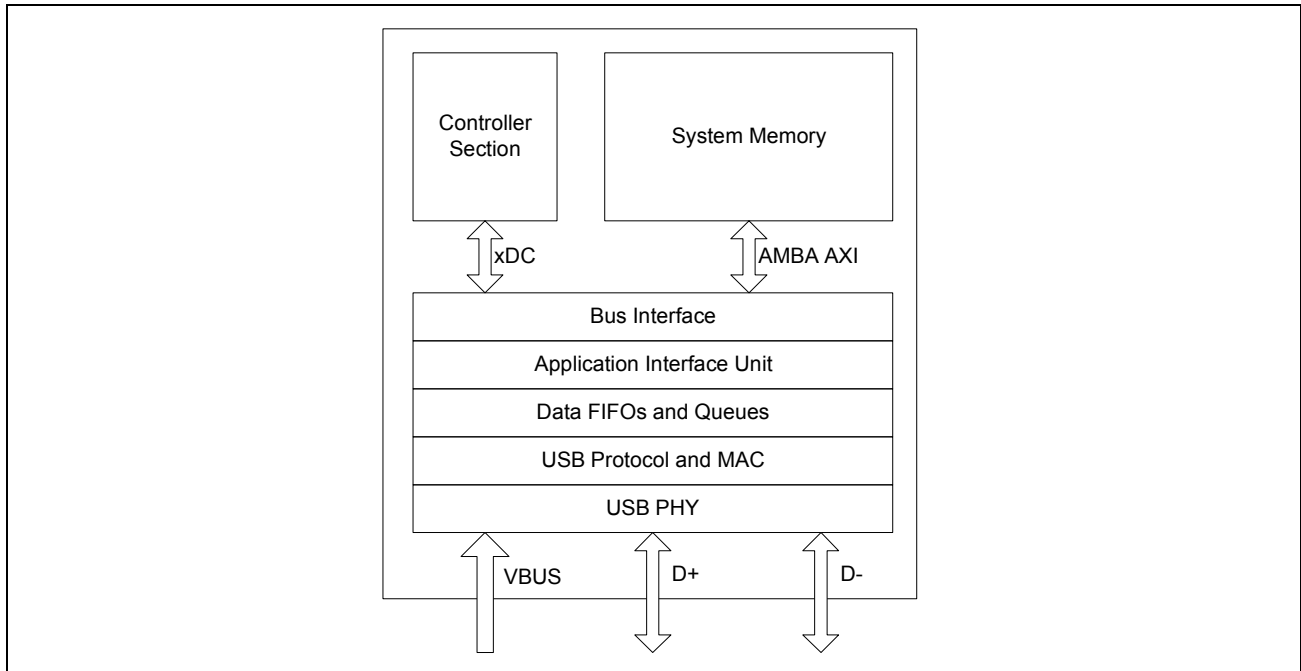 Controller
Section
System Memory
xDC
AMBA AXI
Bus Interface
Application Interface Unit
Data FIFOs and Queues
USB Protocol and MAC
USB PHY
VBUS
D+
D-